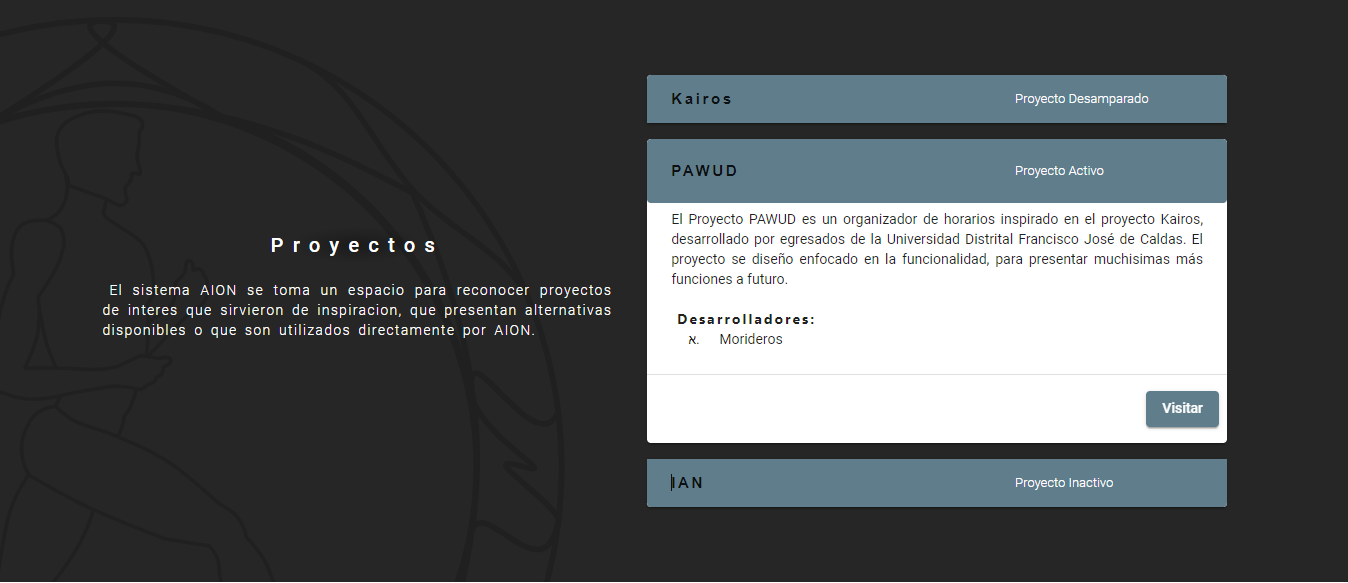 Proyectos
El sistema AION se toma un espacio para reconocer proyectos
de interes que sirvieron de inspiracion, que presentan alternativas
disponibles o que son utilizados directamente por AION.
Kairos Proyecto Desamparado
PAWUD Proyecto Activo
El Proyecto PAWUD es un organizador de horarios inspirado en el proyecto Kairos,
desarrollado por egresados de la Universidad Distrital Francisco José de Caldas. El
proyecto se diseño enfocado en la funcionalidad, para presentar muchisimas más
funciones a futuro.
Desarrolladores:
א. Morideros
Visitar
IAN Proyecto Inactivo